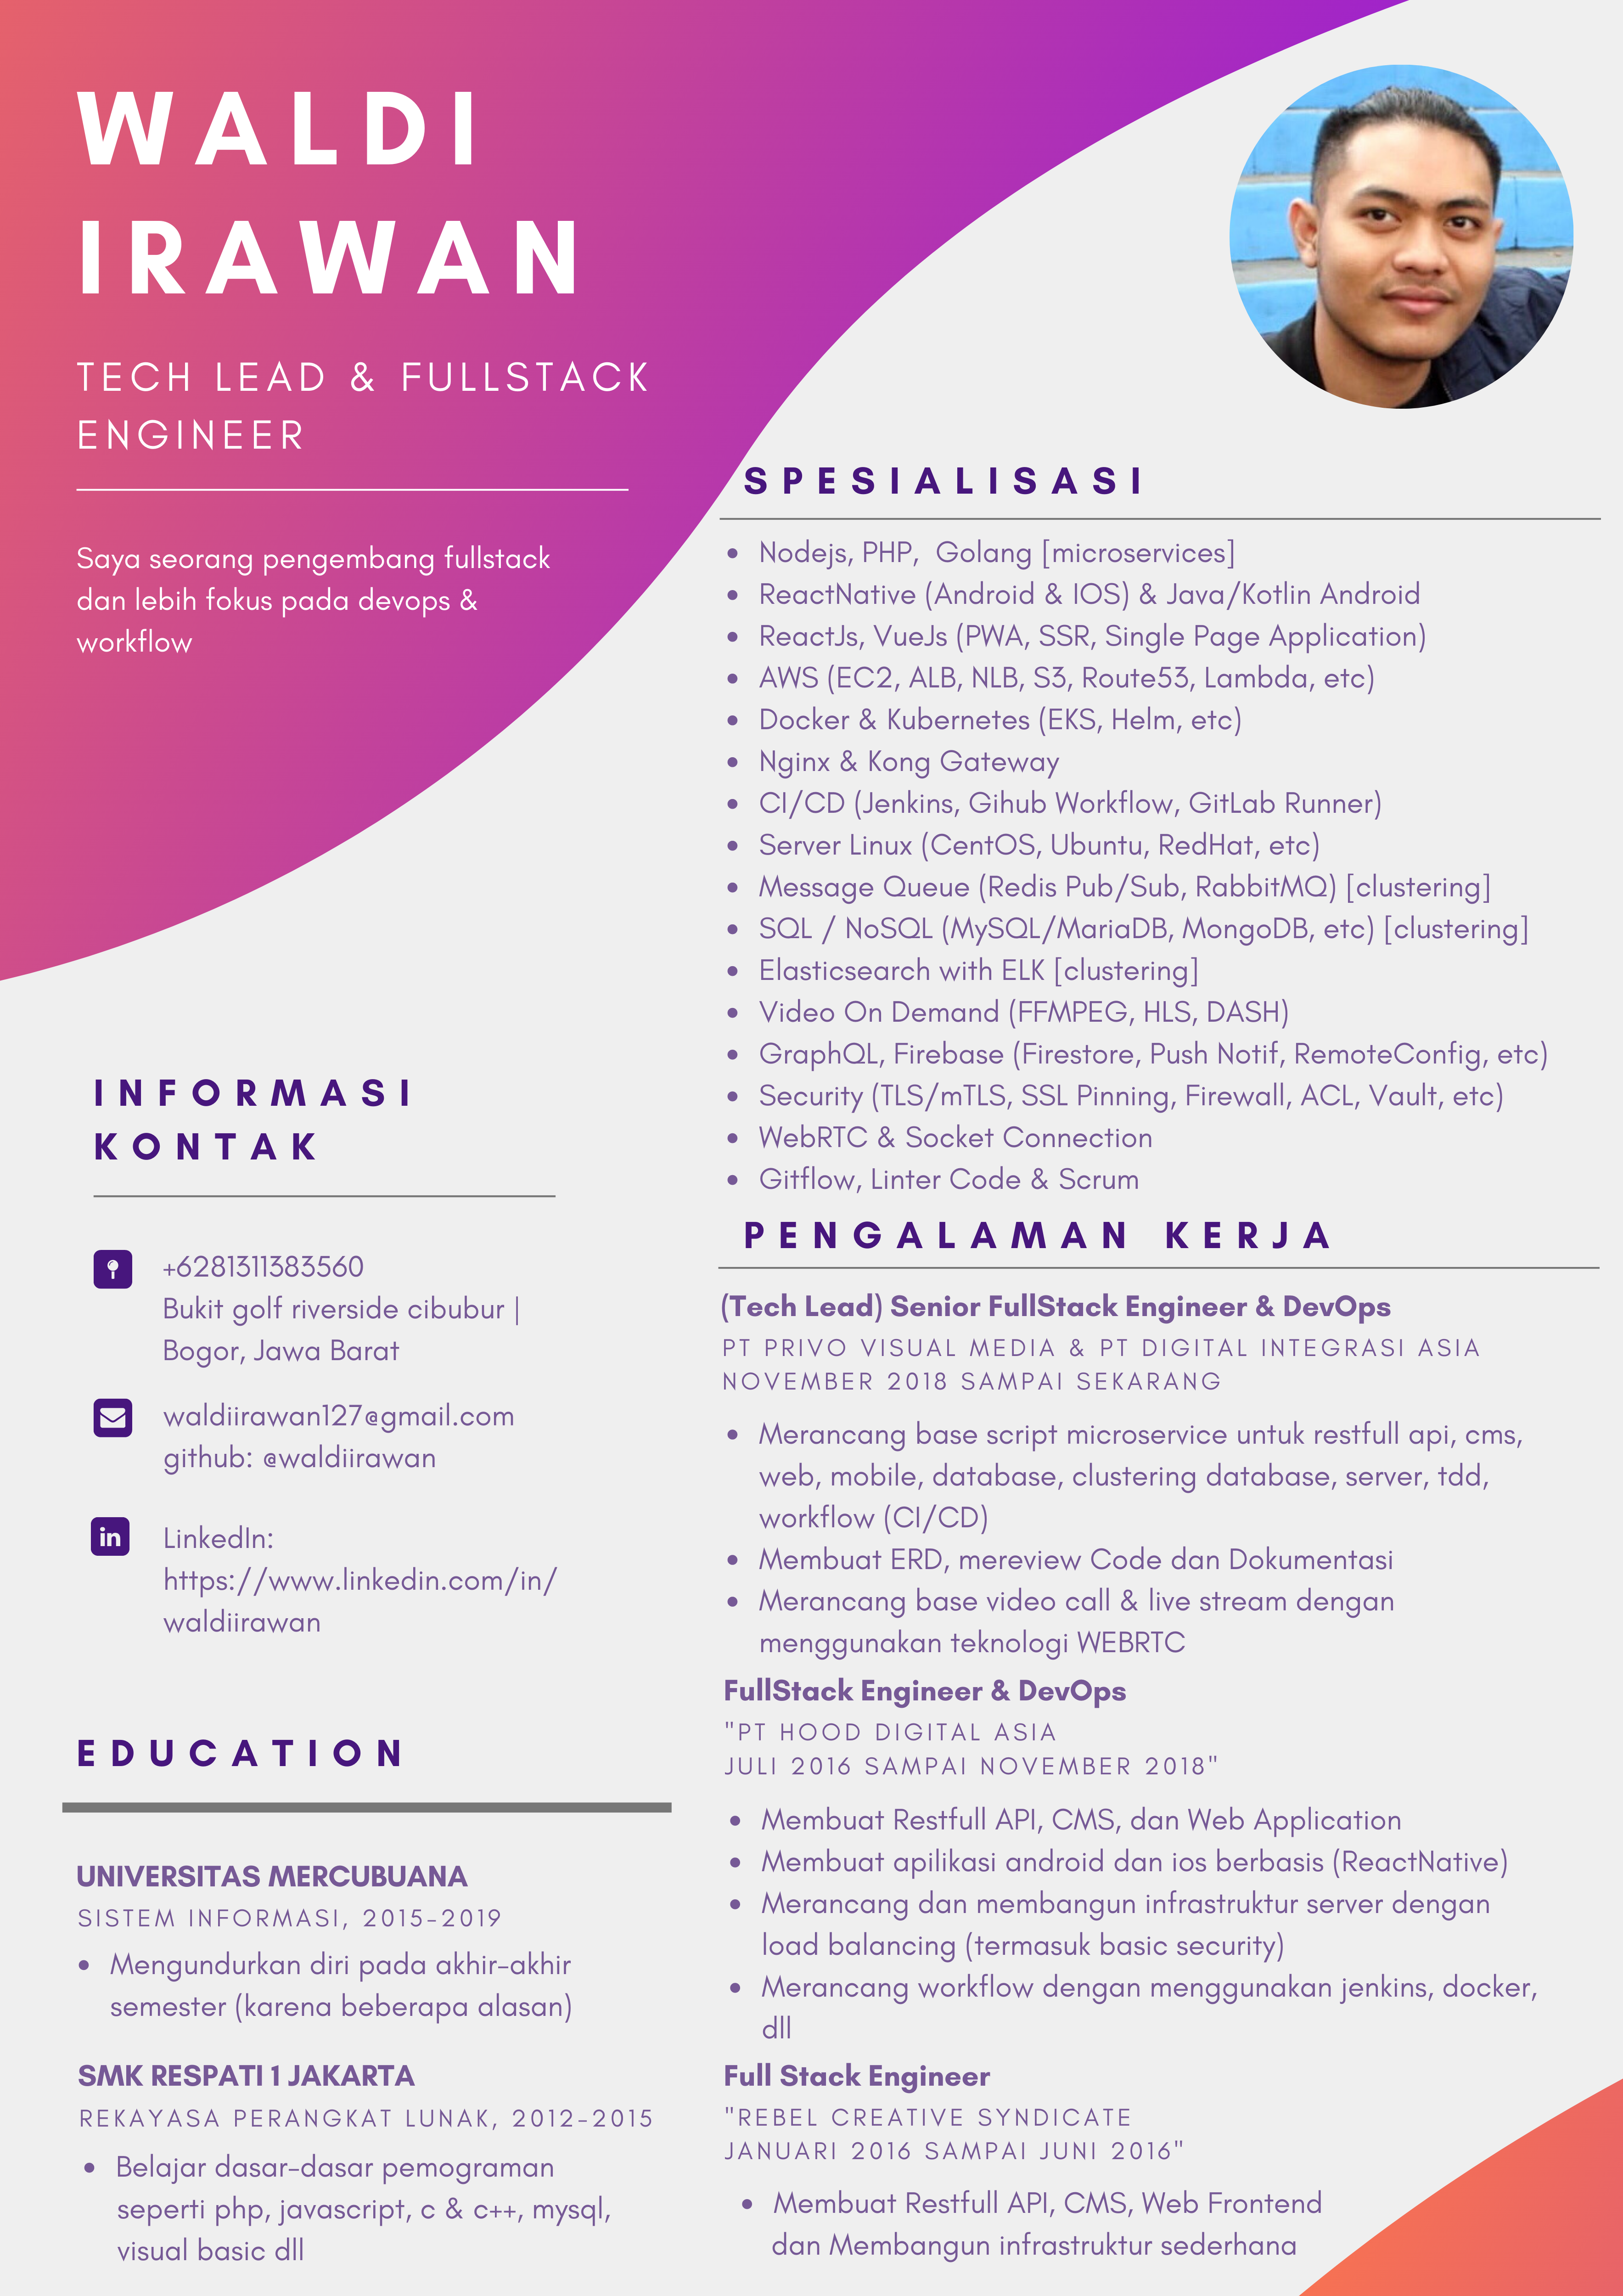 WALDI
IRAWAN
TECH LEAD & FULLSTACK
ENGINEER
Saya seorang pengembang fullstack
dan lebih fokus pada devops &
workflow
INFORMASI
KONTAK
+6281311383560
Bukit golf riverside cibubur |
Bogor, Jawa Barat
waldiirawan127@gmail.com
github: @waldiirawan
in
LinkedIn:
https://www.linkedin.com/in/
waldiirawan
EDUCATION
UNIVERSITAS MERCUBUANA
SISTEM INFORMASI, 2015-2019
• Mengundurkan diri pada akhir-akhir
semester (karena beberapa alasan)
SMK RESPATI 1 JAKARTA
REKAYASA PERANGKAT LUNAK, 2012-2015
• Belajar dasar-dasar pemograman
seperti php, javascript, c & c++, mysql,
visual basic dll
SPESIALISASI
• Nodejs, PHP,  Golang [microservices]
• ReactNative (Android & IOS) & Java/Kotlin Android
• ReactJs, VueJs (PWA, SSR, Single Page Application)
• AWS (EC2, ALB, NLB, S3, Route53, Lambda, etc)
• Docker & Kubernetes (EKS, Helm, etc)
• Nginx & Kong Gateway
• CI/CD (Jenkins, Gihub Workflow, GitLab Runner)
• Server Linux (CentOS, Ubuntu, RedHat, etc)
• Message Queue (Redis Pub/Sub, RabbitMQ) [clustering]
• SQL / NoSQL (MySQL/MariaDB, MongoDB, etc) [clustering]
• Elasticsearch with ELK [clustering]
• Video On Demand (FFMPEG, HLS, DASH)
• GraphQL, Firebase (Firestore, Push Notif, RemoteConfig, etc)
• Security (TLS/mTLS, SSL Pinning, Firewall, ACL, Vault, etc)
• WebRTC & Socket Connection
• Gitflow, Linter Code & Scrum
PENGALAMAN KERJA
(Tech Lead) Senior FullStack Engineer & DevOps
PT PRIVO VISUAL MEDIA & PT DIGITAL INTEGRASI ASIA
NOVEMBER 2018 SAMPAI SEKARANG
• Merancang base script microservice untuk restfull api, cms,
web, mobile, database, clustering database, server, tdd,
workflow (CI/CD)
• Membuat ERD, mereview Code dan Dokumentasi
• Merancang base video call & live stream dengan
menggunakan teknologi WEBRTC
FullStack Engineer & DevOps
"PT HOOD DIGITAL ASIA
JULI 2016 SAMPAI NOVEMBER 2018"
• Membuat Restfull API, CMS, dan Web Application
• Membuat apilikasi android dan ios berbasis (ReactNative)
• Merancang dan membangun infrastruktur server dengan
load balancing (termasuk basic security)
• Merancang workflow dengan menggunakan jenkins, docker,
dll
Full Stack Engineer
"REBEL CREATIVE SYNDICATE
JANUARI 2016 SAMPAI JUNI 2016"
• Membuat Restfull API, CMS, Web Frontend
dan Membangun infrastruktur sederhana